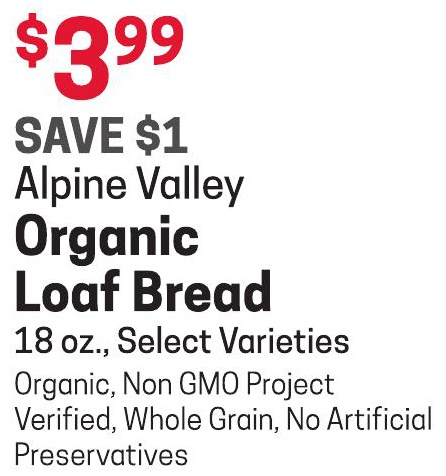 $3.99
SAVE $1
Alpine Valley
Organic
Loaf Bread
18 oz., Select Varieties
Organic, Non GMO Project
Verified, Whole Grain, No Artificial
Preservatives